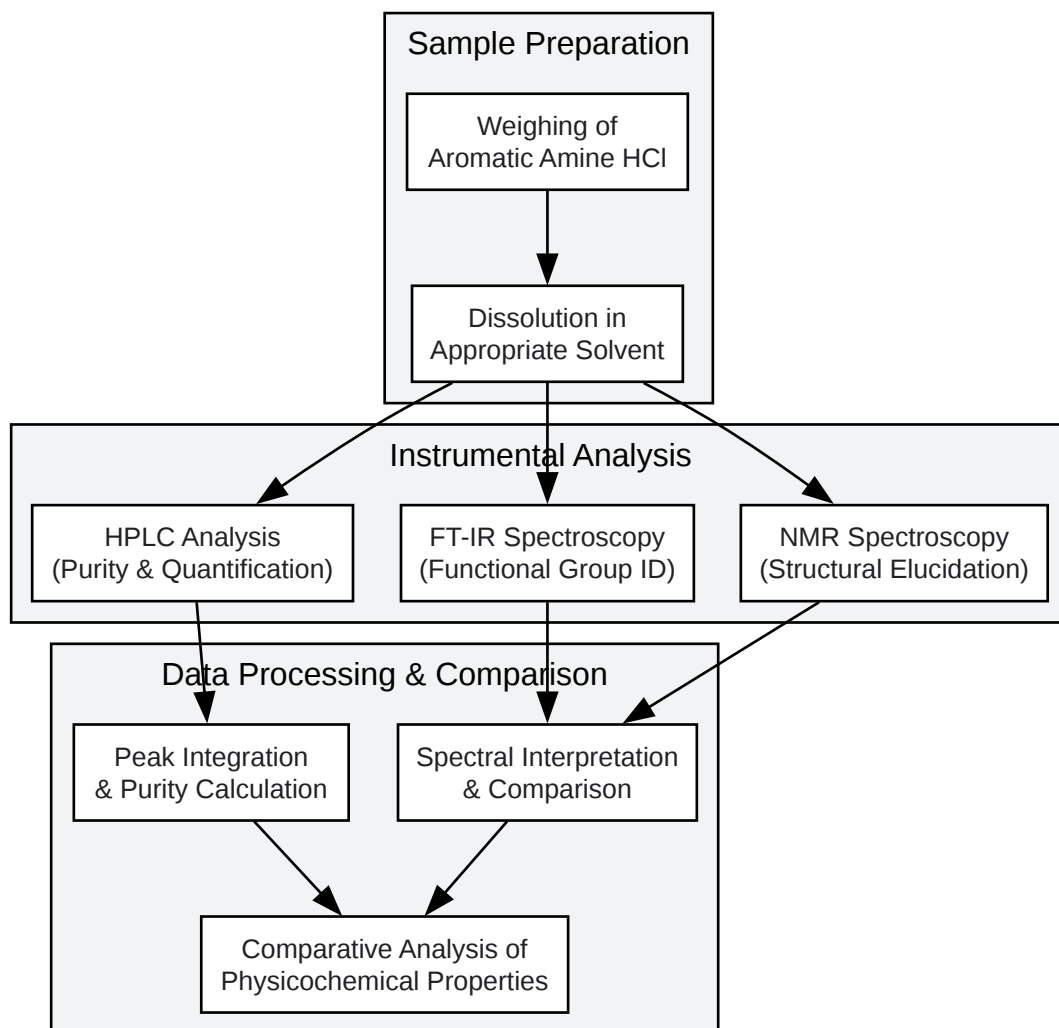 Sample Preparation
Weighing of
Aromatic Amine HCl
Dissolution in
Appropriate Solvent
Instrumental Analysis
HPLC Analysis
(Purity & Quantification)
FT-IR Spectroscopy
(Functional Group ID)
NMR Spectroscopy
(Structural Elucidation)
Data Processing & Comparison
Peak Integration
& Purity Calculation
Spectral Interpretation
& Comparison
Comparative Analysis of
Physicochemical Properties